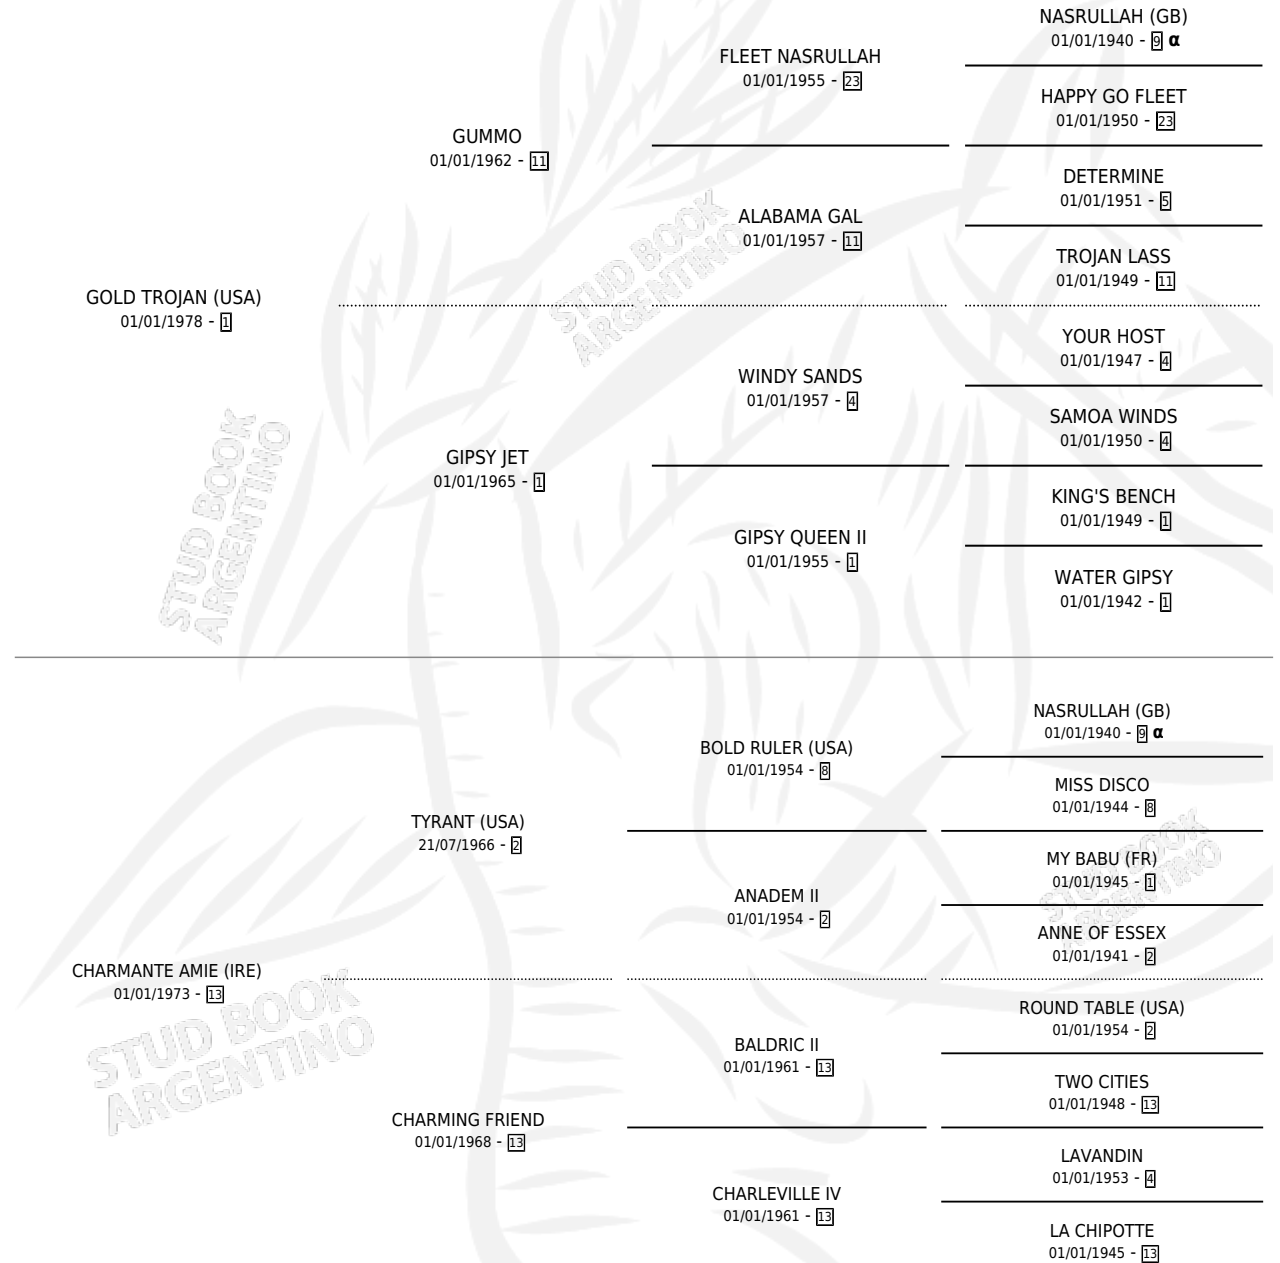 NASRULLAH (GB)
01/01/1940 - 9 α
FLEET NASRULLAH
01/01/1955 - 23
HAPPY GO FLEET
01/01/1950 - 23
GUMMO
01/01/1962 - 11
DETERMINE
01/01/1951 - 5
ALABAMA GAL
01/01/1957 - 11
TROJAN LASS
01/01/1949 - 11
GOLD TROJAN (USA)
01/01/1978 - 1
YOUR HOST
01/01/1947 - 4
WINDY SANDS
01/01/1957 - 4
SAMOA WINDS
01/01/1950 - 4
GIPSY JET
01/01/1965 - 1
KING'S BENCH
01/01/1949 - 1
GIPSY QUEEN II
01/01/1955 - 1
WATER GIPSY
01/01/1942 - 1
STUD BOOK
ARGENTINO
STUD BOOK
ARGENTINO
NASRULLAH (GB)
01/01/1940 - 9 α
BOLD RULER (USA)
01/01/1954 - 8
MISS DISCO
01/01/1944 - 8
TYRANT (USA)
21/07/1966 - 2
MY BABU (FR)
01/01/1945 - 1
ANADEM II
01/01/1954 - 2
ANNE OF ESSEX
01/01/1941 - 2
CHARMANTE AMIE (IRE)
01/01/1973 - 13
ROUND TABLE (USA)
01/01/1954 - 2
BALDRIC II
01/01/1961 - 13
TWO CITIES
01/01/1948 - 13
CHARMING FRIEND
01/01/1968 - 13
LAVANDIN
01/01/1953 - 4
CHARLEVILLE IV
01/01/1961 - 13
LA CHIPOTTE
01/01/1945 - 13
STUD BOOK
ARGENTINO
STUD BOOK
ARGENTINO